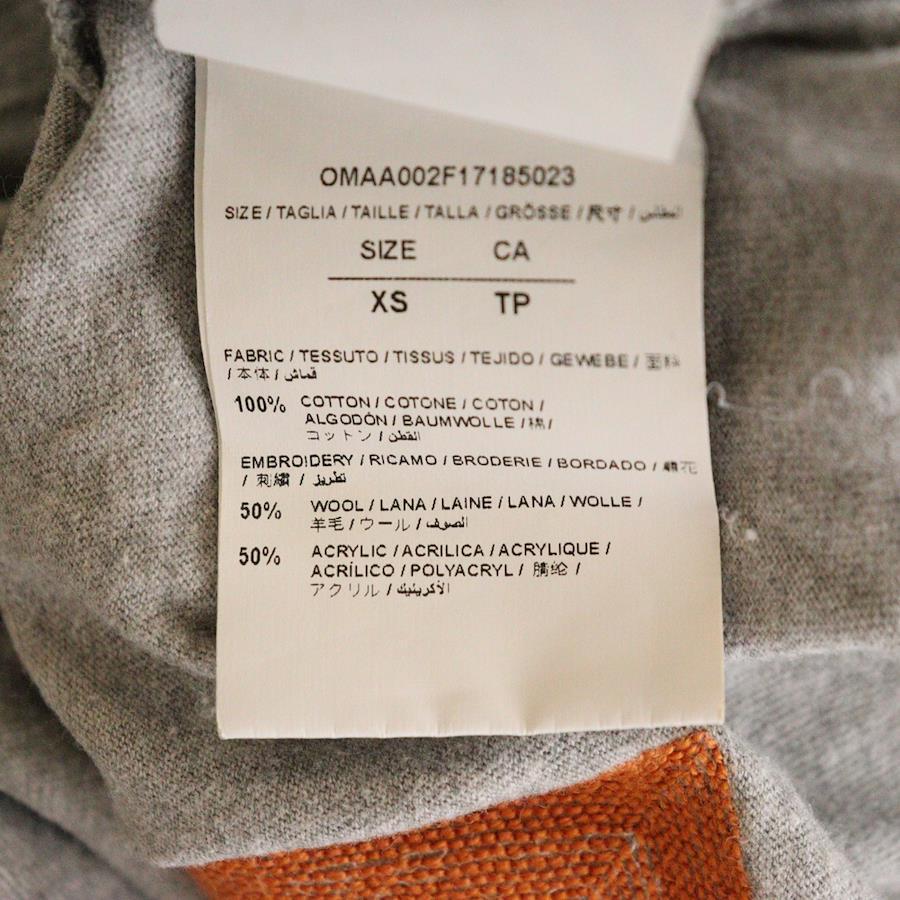 OMAA002F17185023
SIZE / TAGLIA / TAILLE / TALLA / GRÖSSE / 尺寸 / المقاس
SIZE CA
XS TP
FABRIC / TESSUTO / TISSUS / TEJIDO / GEWEBE / 面料
/ 本体 / قماش
100% COTTON / COTONE / COTON /
ALGODÓN / BAUMWOLLE / 棉 /
コットン / القطن
EMBROIDERY / RICAMO / BRODERIE / BORDADO / 绣花
/ 刺繍 / تطريز
50% WOOL / LANA / LAINE / LANA / WOLLE /
羊毛 / ウール / الصوف
50% ACRYLIC / ACRILICA / ACRYLIQUE /
ACRÍLICO / POLYACRYL / 腈纶 /
アクリル / الأكريليك